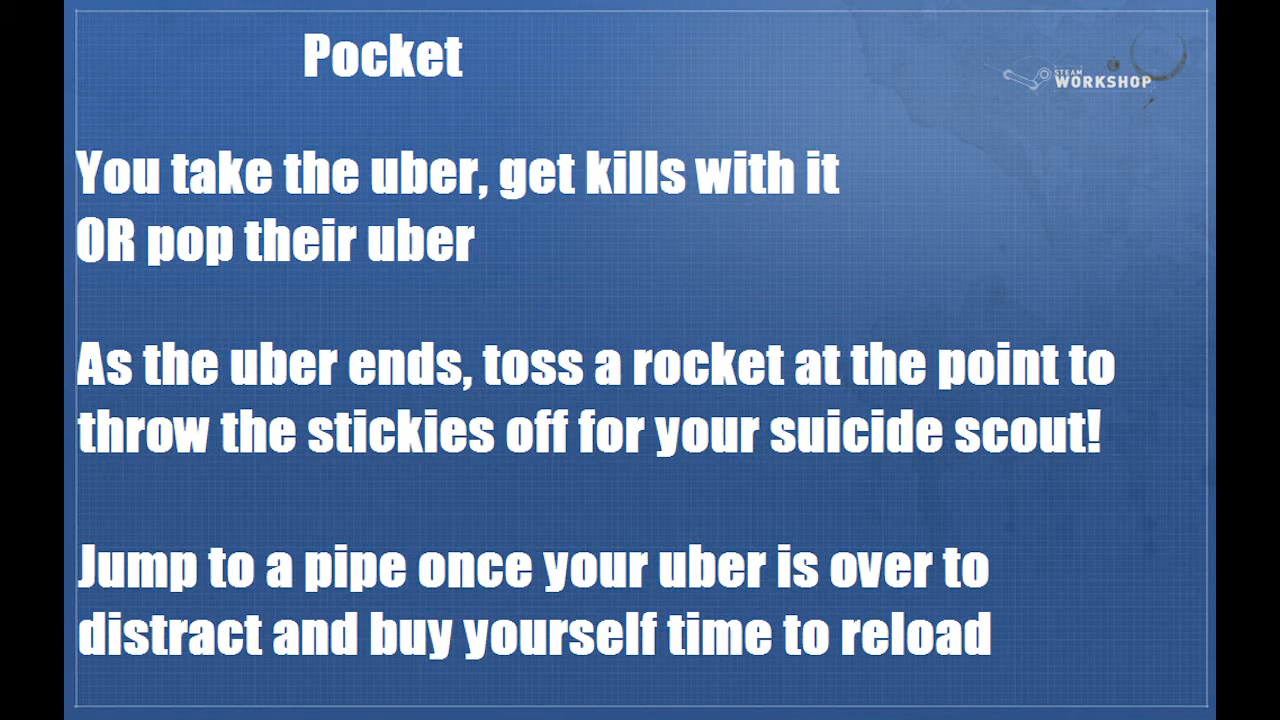 Pocket
STEAM
WORKSHOP
You take the uber, get kills with it
OR pop their uber
As the uber ends, toss a rocket at the point to
throw the stickies off for your suicide scout!
Jump to a pipe once your uber is over to
distract and buy yourself time to reload